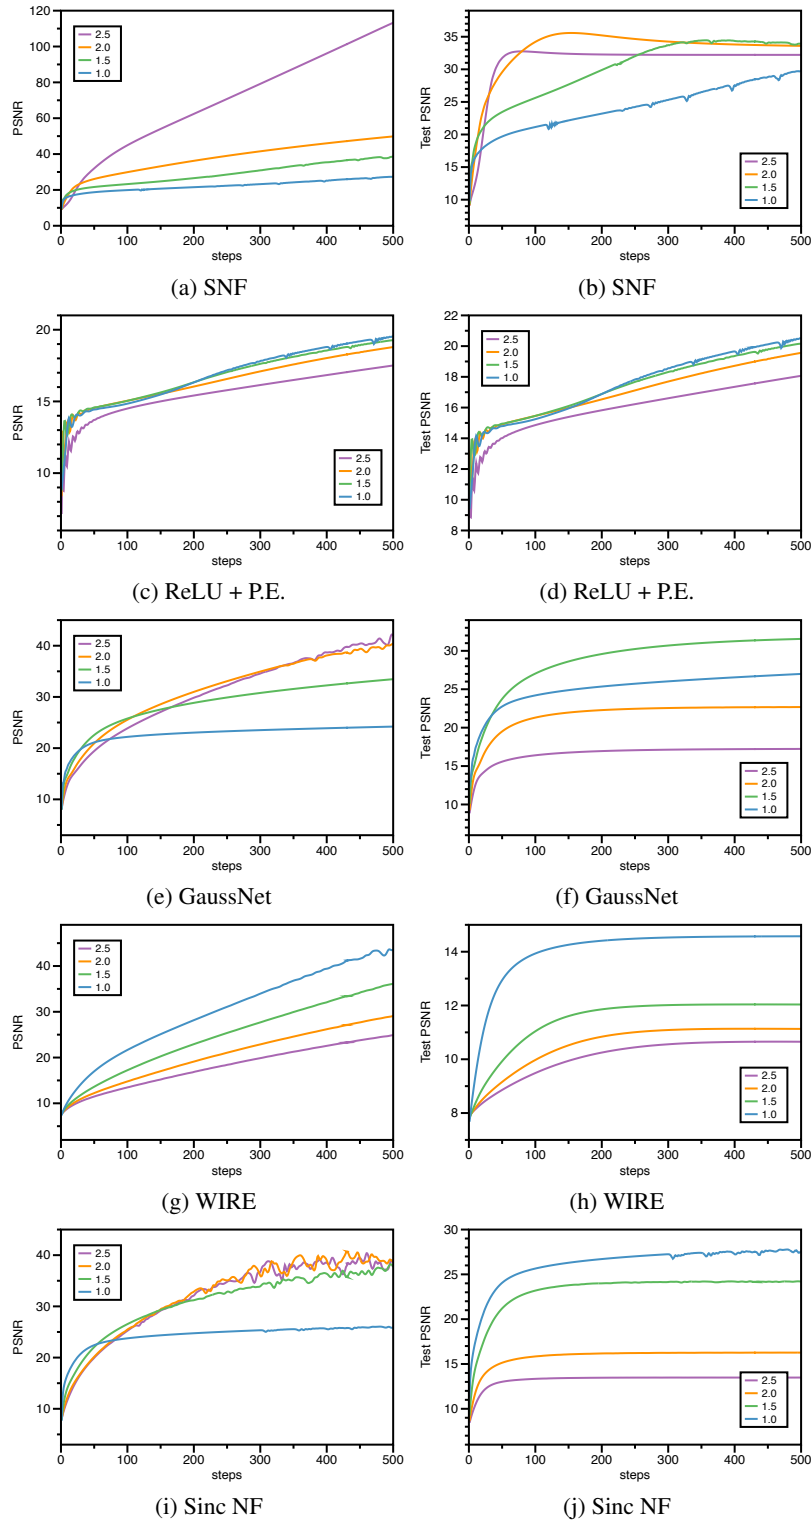 120
100
80
60
40
20
0
PSNR
2.5
2.0
1.5
1.0
0 100 200 300 400 500
steps
(a) SNF
35
30
25
20
15
10
Test PSNR
2.5
2.0
1.5
1.0
0 100 200 300 400 500
steps
(b) SNF
20
15
10
PSNR
2.5
2.0
1.5
1.0
0 100 200 300 400 500
steps
(c) ReLU + P.E.
22
20
18
16
14
12
10
8
Test PSNR
2.5
2.0
1.5
1.0
0 100 200 300 400 500
steps
(d) ReLU + P.E.
40
30
20
10
PSNR
2.5
2.0
1.5
1.0
0 100 200 300 400 500
steps
(e) GaussNet
30
25
20
15
10
Test PSNR
2.5
2.0
1.5
1.0
0 100 200 300 400 500
steps
(f) GaussNet
40
30
20
10
PSNR
2.5
2.0
1.5
1.0
0 100 200 300 400 500
steps
(g) WIRE
14
12
10
8
Test PSNR
2.5
2.0
1.5
1.0
0 100 200 300 400 500
steps
(h) WIRE
40
30
20
10
PSNR
2.5
2.0
1.5
1.0
0 100 200 300 400 500
steps
(i) Sinc NF
30
25
20
15
10
Test PSNR
2.5
2.0
1.5
1.0
0 100 200 300 400 500
steps
(j) Sinc NF